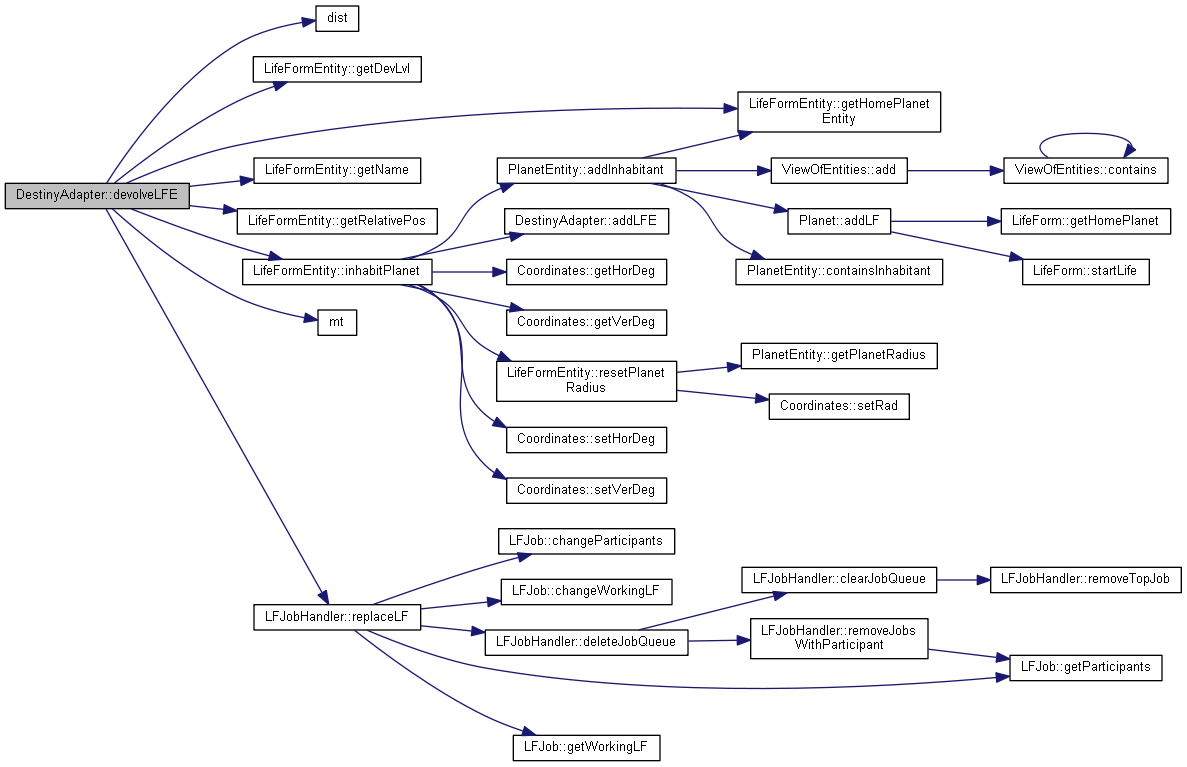 dist
LifeFormEntity::getDevLvl
LifeFormEntity::getHomePlanet
Entity
DestinyAdapter::devolveLFE
LifeFormEntity::getName
PlanetEntity::addInhabitant
ViewOfEntities::add
ViewOfEntities::contains
LifeFormEntity::getRelativePos
DestinyAdapter::addLFE
Planet::addLF
LifeForm::getHomePlanet
LifeFormEntity::inhabitPlanet
Coordinates::getHorDeg
PlanetEntity::containsInhabitant
LifeForm::startLife
mt
Coordinates::getVerDeg
LifeFormEntity::resetPlanet
Radius
PlanetEntity::getPlanetRadius
Coordinates::setRad
Coordinates::setHorDeg
Coordinates::setVerDeg
LFJob::changeParticipants
LFJob::changeWorkingLF
LFJobHandler::clearJobQueue
LFJobHandler::removeTopJob
LFJobHandler::replaceLF
LFJobHandler::deleteJobQueue
LFJobHandler::removeJobs
WithParticipant
LFJob::getParticipants
LFJob::getWorkingLF